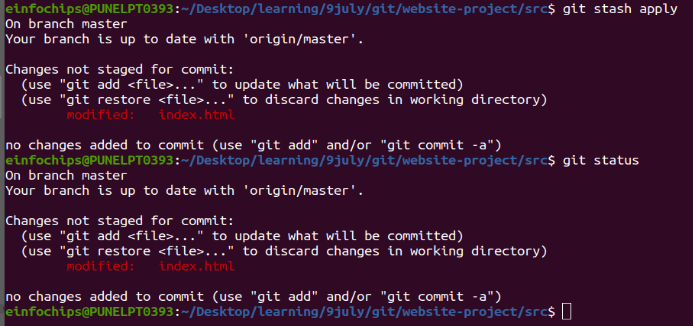 einfochips@PUNELPT0393:~/Desktop/learning/9july/git/website-project/src$ git stash apply
On branch master
Your branch is up to date with 'origin/master'.

Changes not staged for commit:
  (use "git add <file>..." to update what will be committed)
  (use "git restore <file>..." to discard changes in working directory)
        modified:   index.html

no changes added to commit (use "git add" and/or "git commit -a")
einfochips@PUNELPT0393:~/Desktop/learning/9july/git/website-project/src$ git status
On branch master
Your branch is up to date with 'origin/master'.

Changes not staged for commit:
  (use "git add <file>..." to update what will be committed)
  (use "git restore <file>..." to discard changes in working directory)
        modified:   index.html

no changes added to commit (use "git add" and/or "git commit -a")
einfochips@PUNELPT0393:~/Desktop/learning/9july/git/website-project/src$